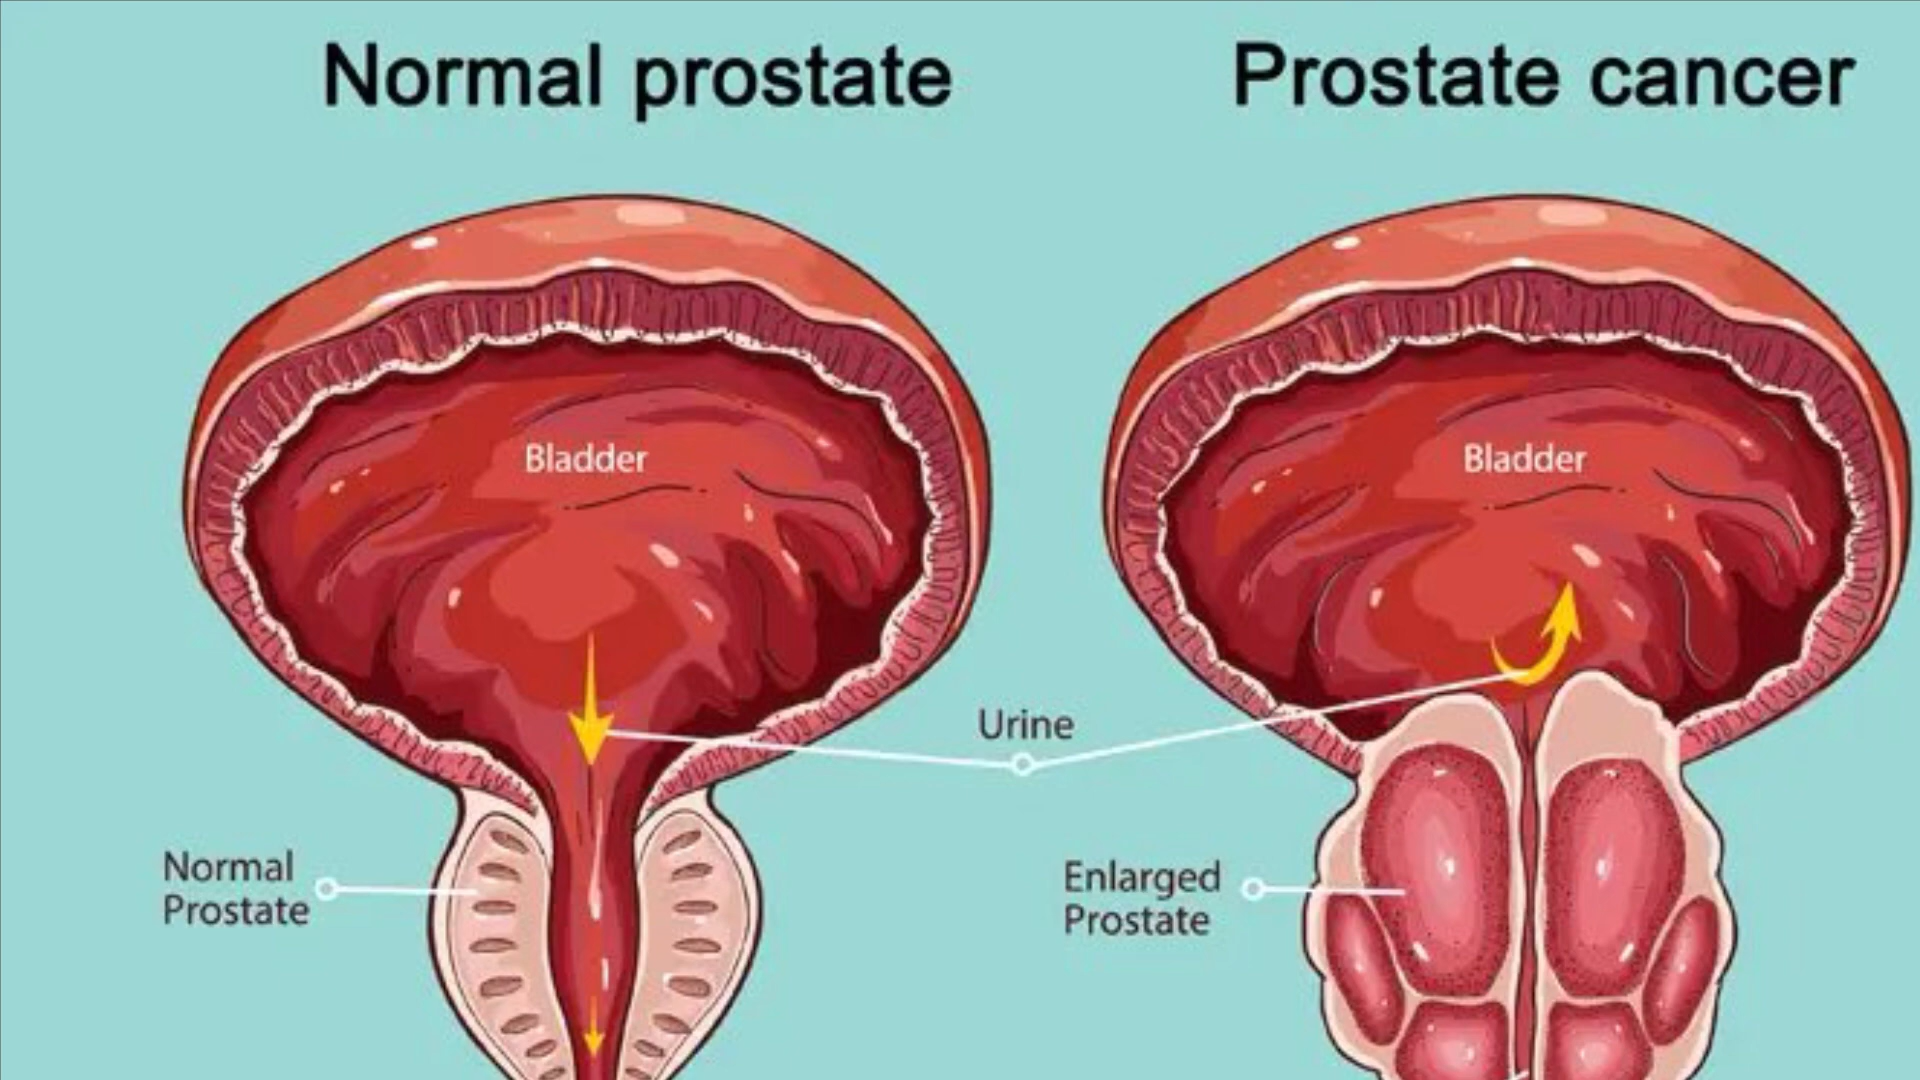 Normal prostate
Prostate cancer
Bladder
Bladder
Urine
Normal
Prostate
Enlarged
Prostate